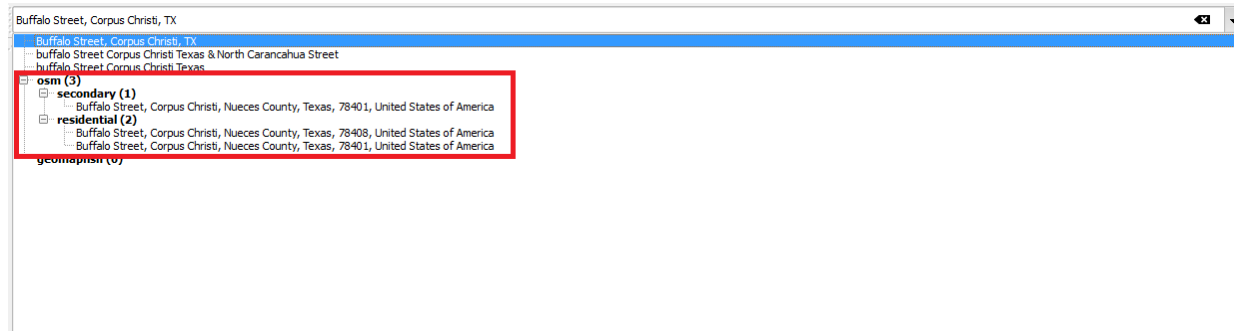 Buffalo Street, Corpus Christi, TX
Buffalo Street, Corpus Christi, TX
buffalo Street Corpus Christi Texas & North Carancahua Street
buffalo Street Corpus Christi Texas
osm (3)
secondary (1)
Buffalo Street, Corpus Christi, Nueces County, Texas, 78401, United States of America
residential (2)
Buffalo Street, Corpus Christi, Nueces County, Texas, 78408, United States of America
Buffalo Street, Corpus Christi, Nueces County, Texas, 78401, United States of America
geomapfish (0)